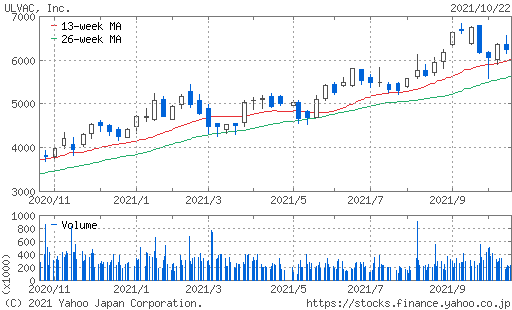 ULVAC, Inc. 2021/10/22
7000
13-week MA
26-week MA
6000
5000
4000
3000
2020/11 2021/1 2021/3 2021/5 2021/7 2021/9
1000
Volume
800
600
400
200
0
(x1000)
2020/11 2021/1 2021/3 2021/5 2021/7 2021/9
(C) 2021 Yahoo Japan Corporation. https://stocks.finance.yahoo.co.jp/